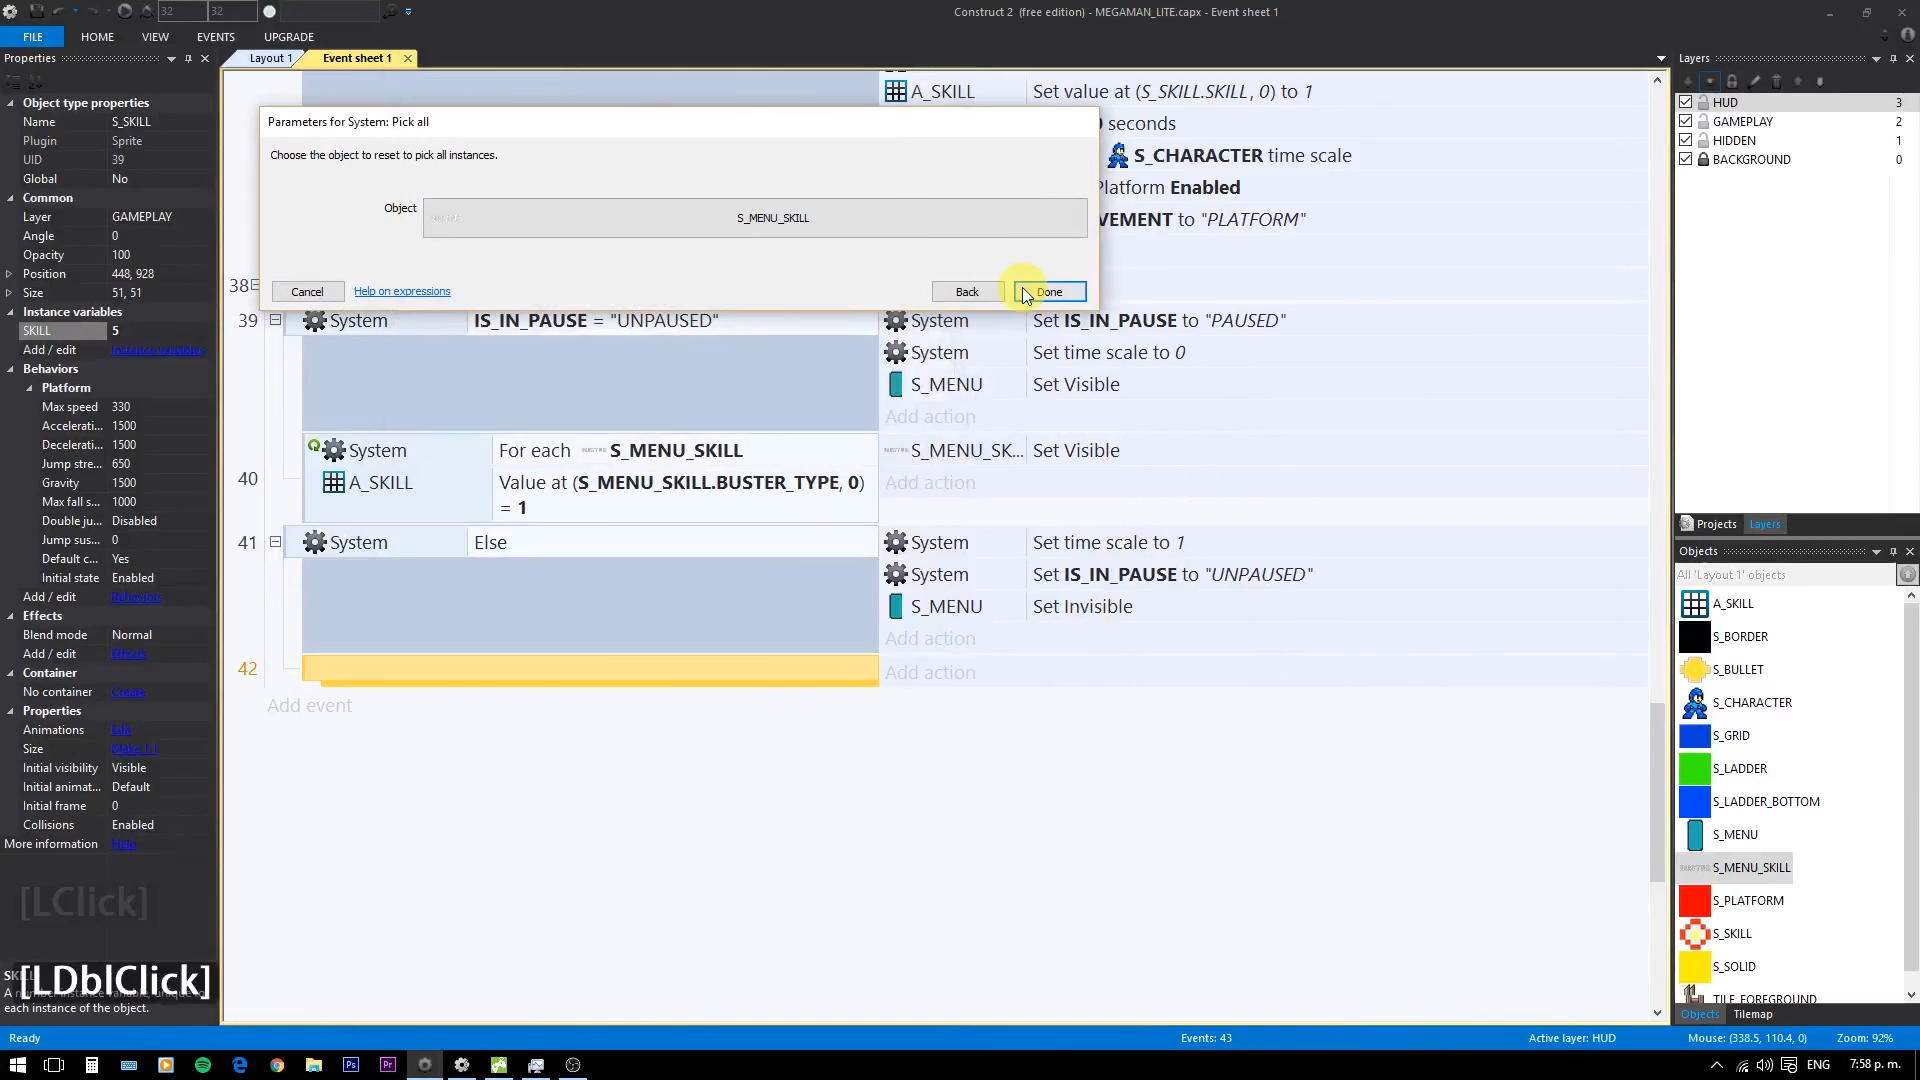 32
32
Construct 2 (free edition) - MEGAMAN_LITE.capx - Event sheet 1
FILE
HOME
VIEW
EVENTS
ENGRAVE
Properties
Layout 1
Event sheet 1
Layers
Object type properties
Name S_SKILL
Plugin Sprite
UID 39
Global No
Common
Layer GAMEPLAY
Angle 0
Opacity 100
Position 448, 928
Size 51, 51
Instance variables
SKILL 5
Add / edit Instance variables
Behaviors
Platform
Max speed 330
Accelerati... 1500
Decelerati... 1500
Jump stre... 650
Gravity 1500
Max fall s... 1000
Double ju... Disabled
Jump sus... 0
Default c... Yes
Initial state Enabled
Add / edit Behaviors
Effects
Blend mode Normal
Add / edit Effects
Container
No container Create
Properties
Animations Edit
Size Make 1:1
Initial visibility Visible
Initial animat... Default
Initial frame 0
Collisions Enabled
More information Help
[LClick]
[LDblClick]
each instance of the object.
A_SKILL Set value at (S_SKILL.SKILL, 0) to 1
seconds
S_CHARACTER time scale
Platform Enabled
VEMENT to "PLATFORM"
Parameters for System: Pick all
Choose the object to reset to pick all instances.
Object S_MENU_SKILL
Cancel Help on expressions Back Done
38
39 System IS_IN_PAUSE = "UNPAUSED" System Set IS_IN_PAUSE to "PAUSED"
System Set time scale to 0
S_MENU Set Visible
Add action
40 System For each S_MENU_SKILL S_MENU_SK... Set Visible
A_SKILL Value at (S_MENU_SKILL.BUSTER_TYPE, 0) = 1 Add action
41 System Else System Set time scale to 1
System Set IS_IN_PAUSE to "UNPAUSED"
S_MENU Set Invisible
Add action
42 Add action
Add event
HUD 3
GAMEPLAY 2
HIDDEN 1
BACKGROUND 0
Projects Layers
Objects
All 'Layout 1' objects
A_SKILL
S_BORDER
S_BULLET
S_CHARACTER
S_GRID
S_LADDER
S_LADDER_BOTTOM
S_MENU
S_MENU_SKILL
S_PLATFORM
S_SKILL
S_SOLID
TILE_FOREGROUND
Objects Tilemap
Ready Events: 43 Active layer: HUD Mouse: (338.5, 110.4, 0) Zoom: 92%
ENG 7:58 p. m.